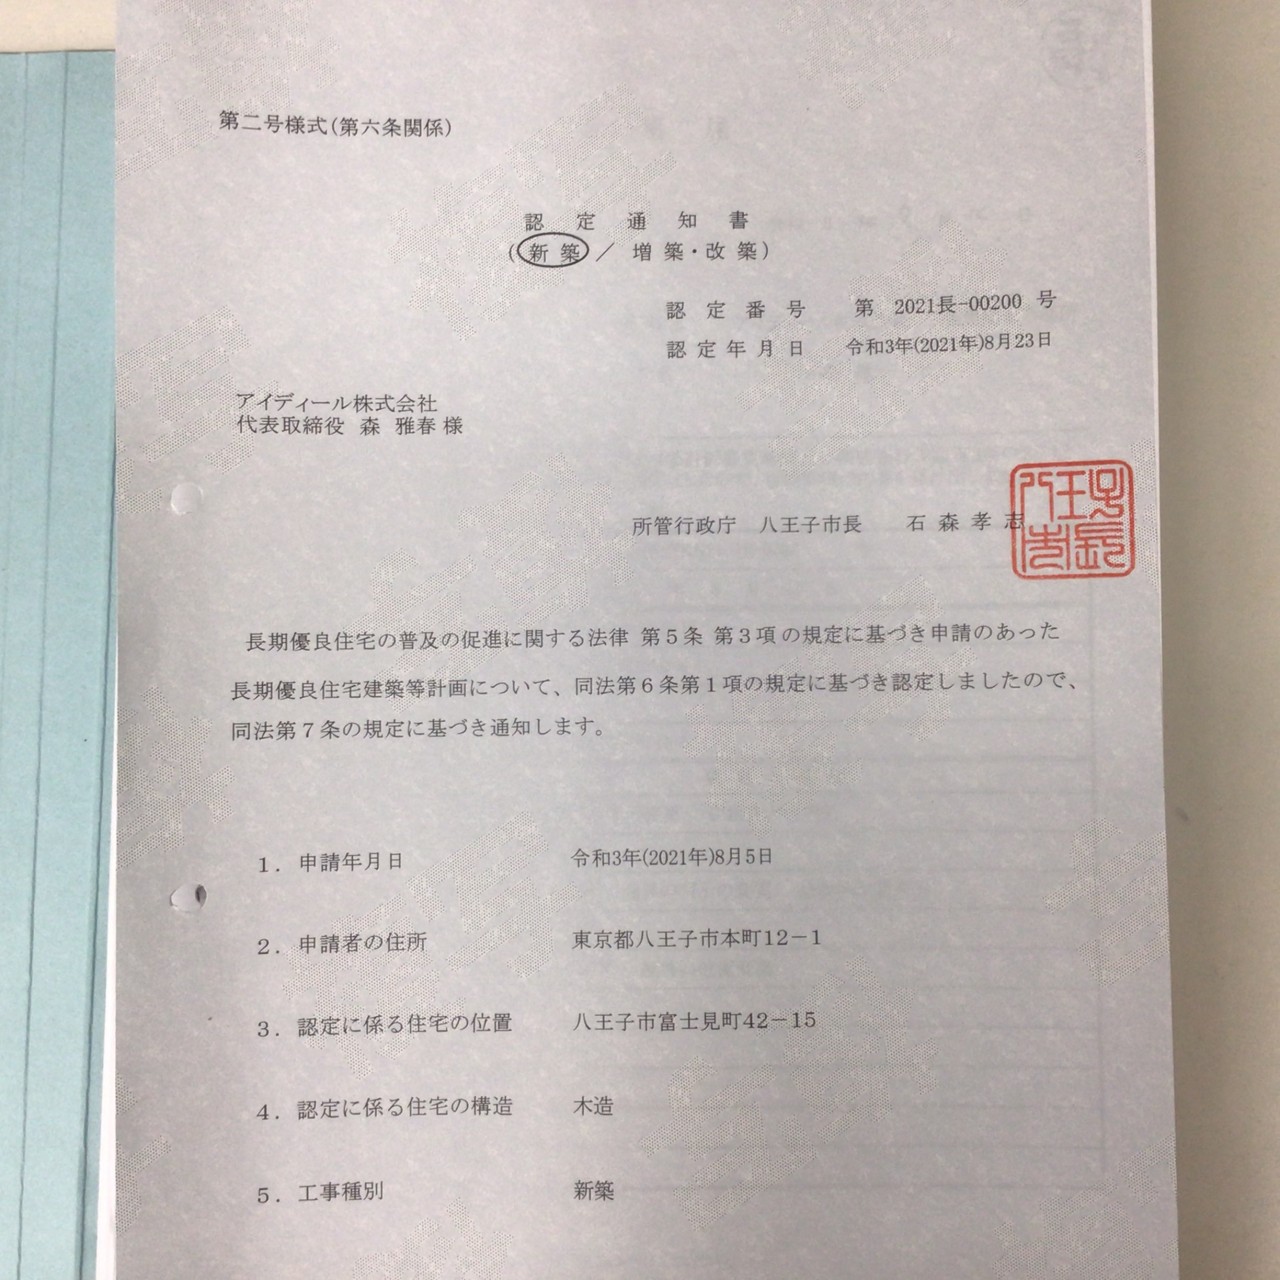 第二号様式(第六条関係)
認定通知書
(新築／増築・改築)
認定番号 第 2021長-00200 号
認定年月日 令和3年(2021年)8月23日
アイディール株式会社
代表取締役 森 雅春 様
所管行政庁 八王子市長 石森孝志
八王子市長
長期優良住宅の普及の促進に関する法律 第５条 第３項 の規定に基づき申請のあった
長期優良住宅建築等計画について、同法第６条第１項の規定に基づき認定しましたので、
同法第７条の規定に基づき通知します。
１．申請年月日 令和3年(2021年)8月5日
２．申請者の住所 東京都八王子市本町12－1
３．認定に係る住宅の位置 八王子市富士見町42－15
４．認定に係る住宅の構造 木造
５．工事種別 新築